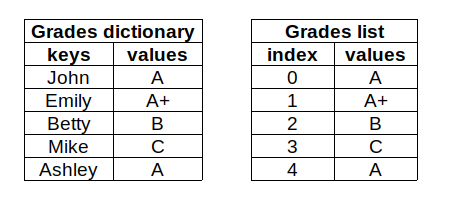 Grades dictionary
keys values
John A
Emily A+
Betty B
Mike C
Ashley A
Grades list
index values
0 A
1 A+
2 B
3 C
4 A